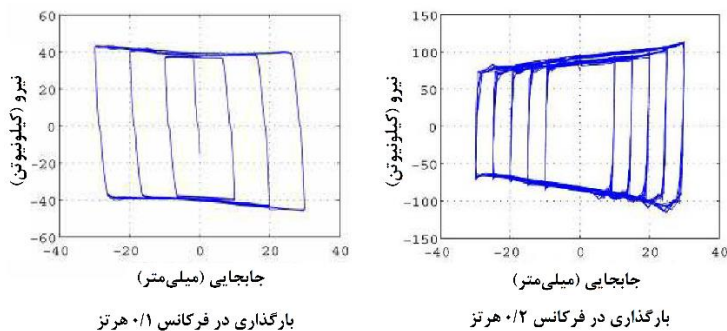 60
40
20
0
-20
-40
-60
-40 -20 0 20 40
نیرو (کیلونیوتن)
جابجایی (میلی‌متر)
بارگذاری در فرکانس ۰/۱ هرتز
150
100
50
0
-50
-100
-150
-40 -20 0 20 40
نیرو (کیلونیوتن)
جابجایی (میلی‌متر)
بارگذاری در فرکانس ۰/۲ هرتز